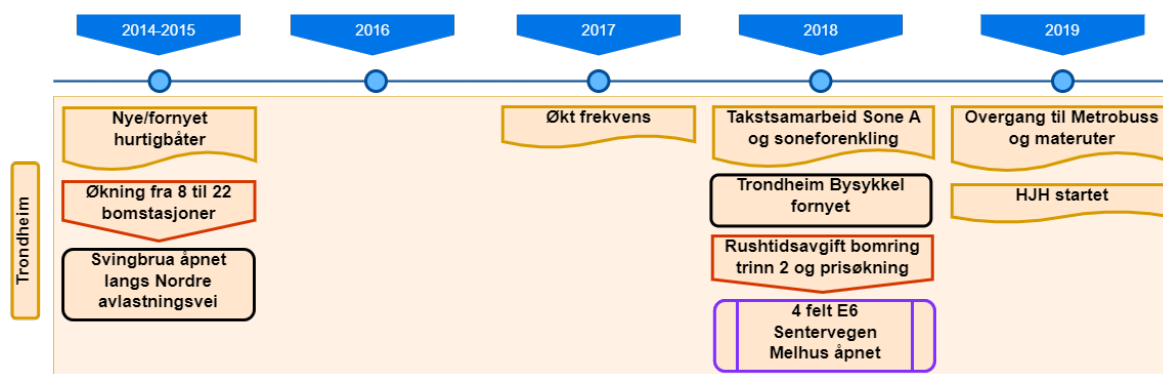 2014-2015
2016
2017
2018
2019
Trondheim
Nye/fornyet
hurtigbåter
Økning fra 8 til 22
bomstasjoner
Svingbrua åpnet
langs Nordre
avlastningsvei
Økt frekvens
Takstsamarbeid Sone A
og soneforenkling
Trondheim Bysykkel
fornyet
Rushtidsavgift bomring
trinn 2 og prisøkning
4 felt E6
Sentervegen
Melhus åpnet
Overgang til Metrobuss
og materuter
HJH startet